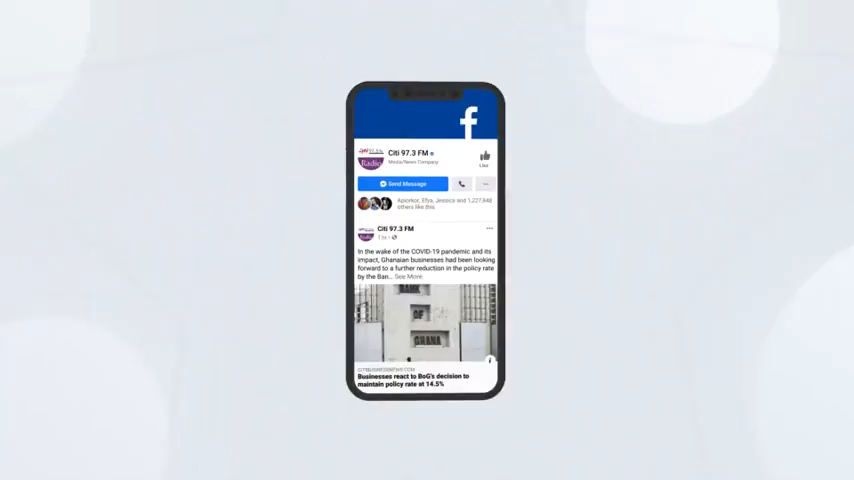 f
Citi 97.3 FM
Media/News Company
Radio
Like
Send Message
Apiorkor, Efya, Jessica and 1,227,848
others like this
Citi 97.3 FM
In the wake of the COVID-19 pandemic and its
impact, Ghanaian businesses had been looking
forward to a further reduction in the policy rate
by the Ban... See More
BANK
OF
GHANA
CITIBUSINESSNEWS.COM
Businesses react to BoG's decision to
maintain policy rate at 14.5%